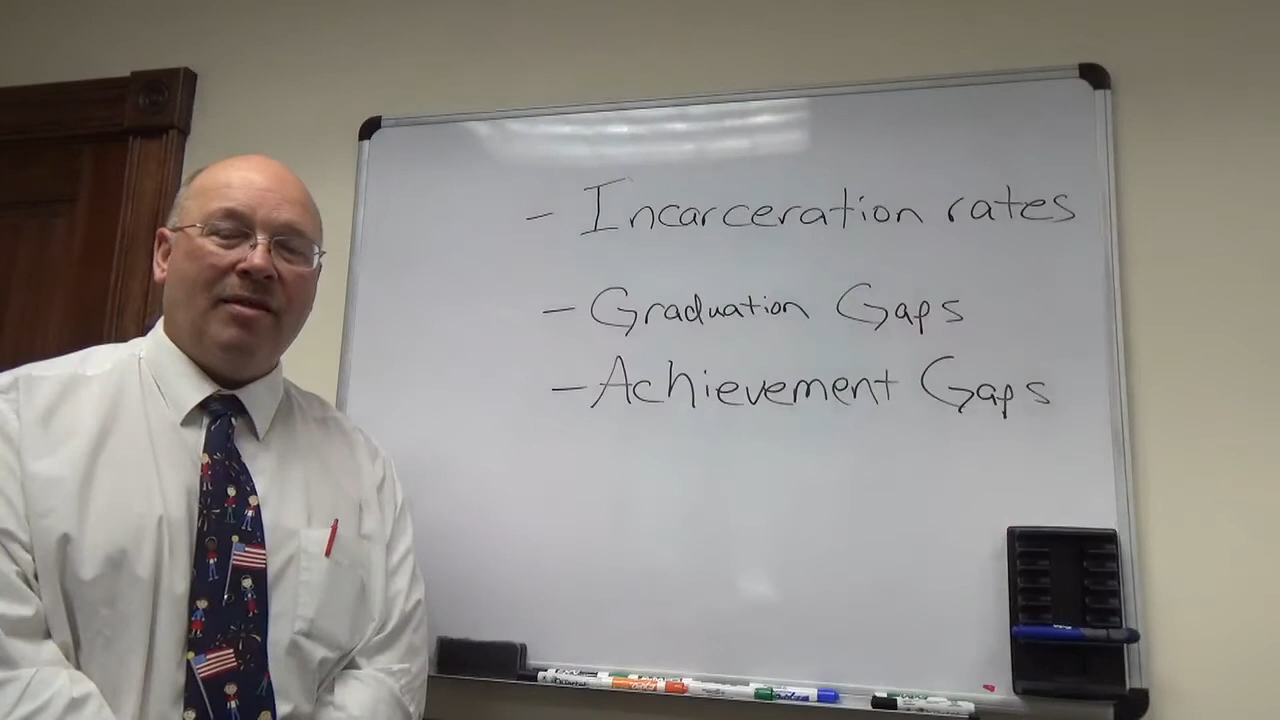 - Incarceration rates
- Graduation Gaps
- Achievement Gaps